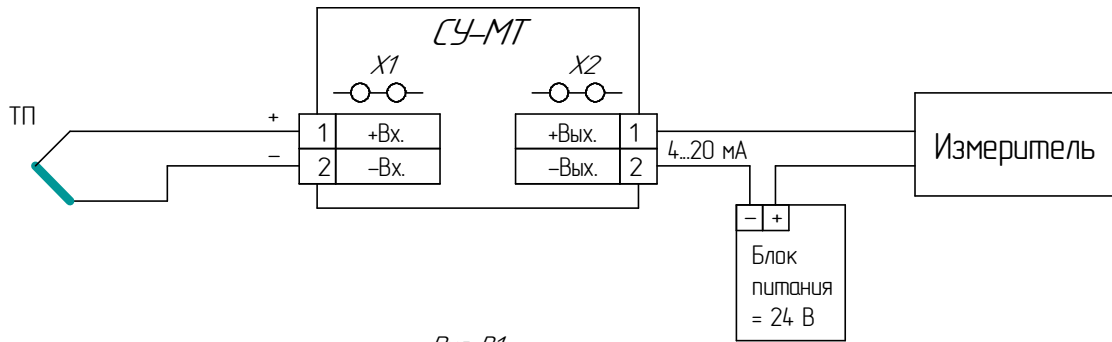 СУ-МТ
X1 X2
ТП
+ 1 +Вх. +Вых. 1
− 2 −Вх. −Вых. 2
4...20 мА
Измеритель
− +
Блок
питания
= 24 В